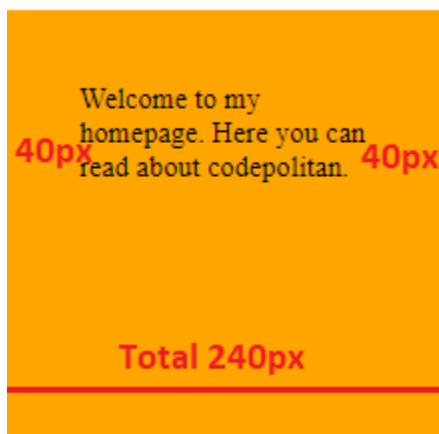 Welcome to my
homepage. Here you can
40px
read about codepolitan.
40px
Total 240px